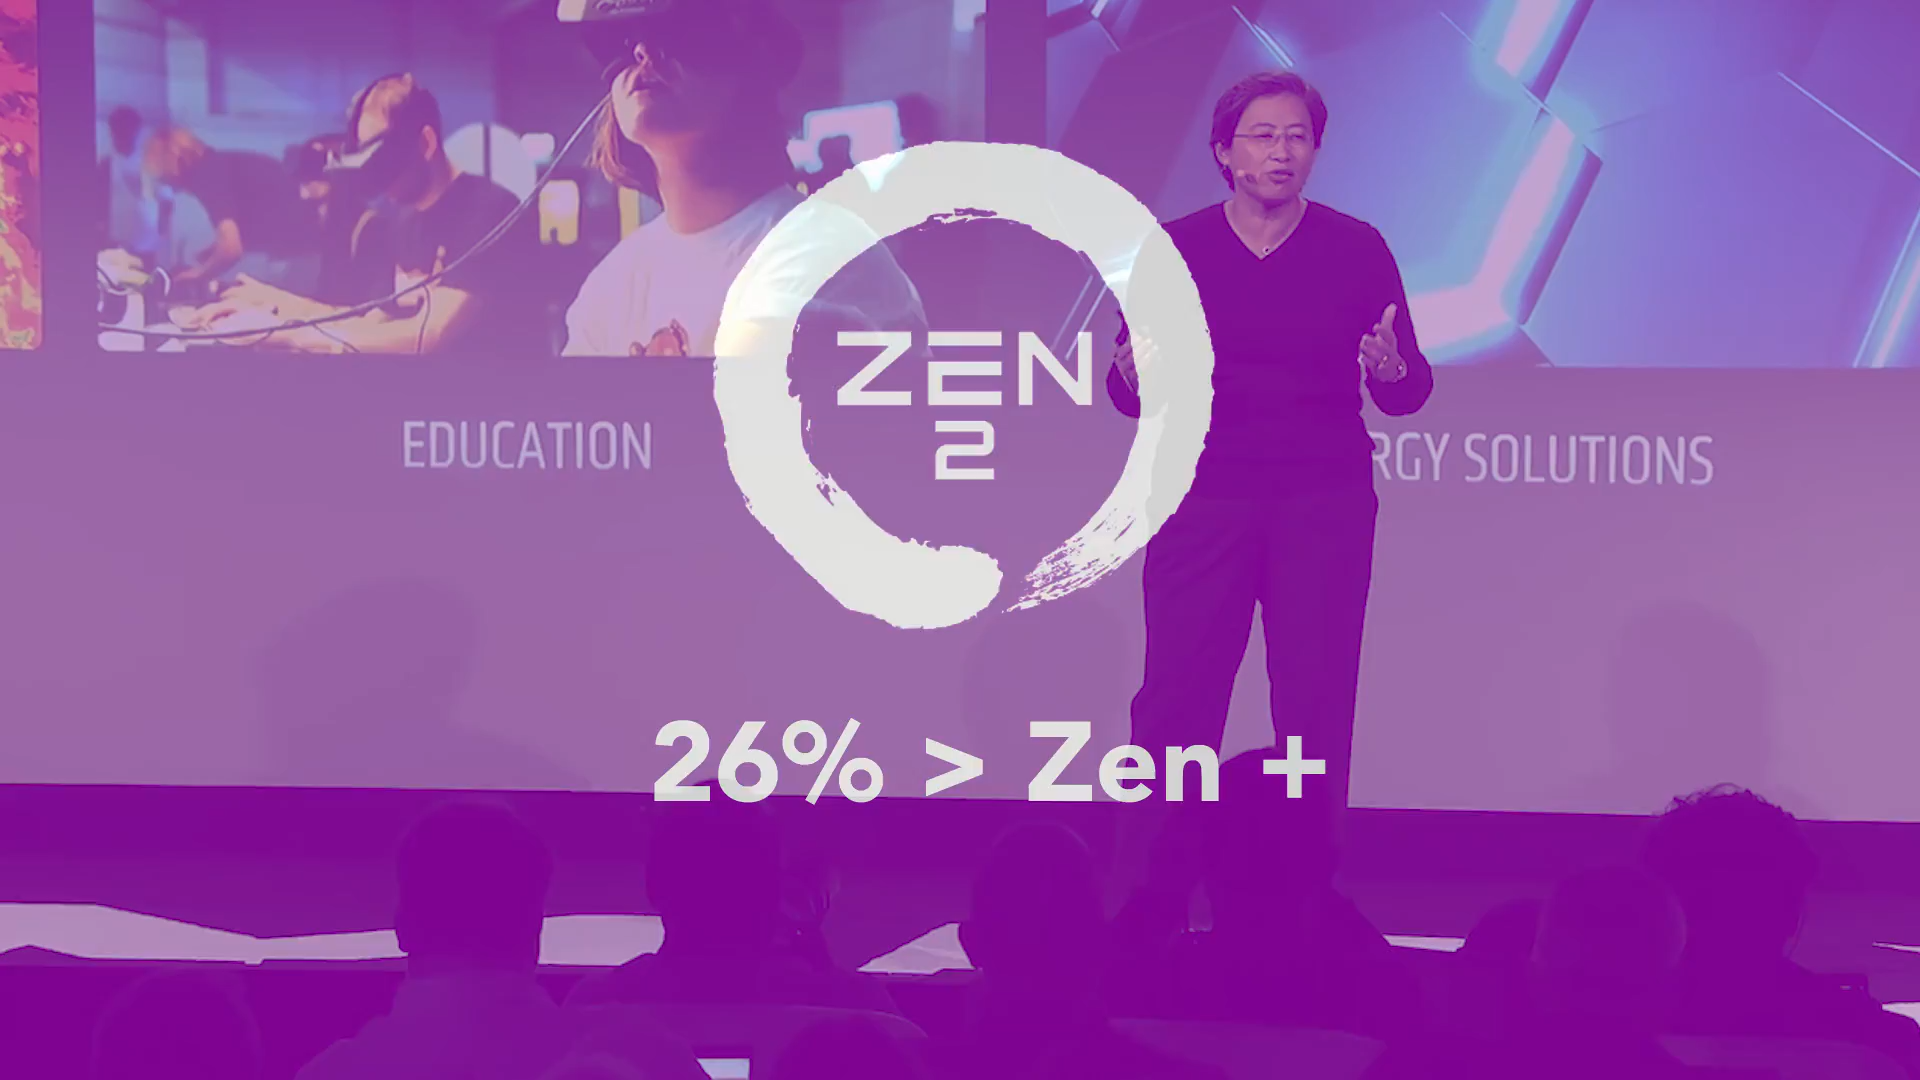 EDUCATION
RGY SOLUTIONS
ZEN
2
26% > Zen +